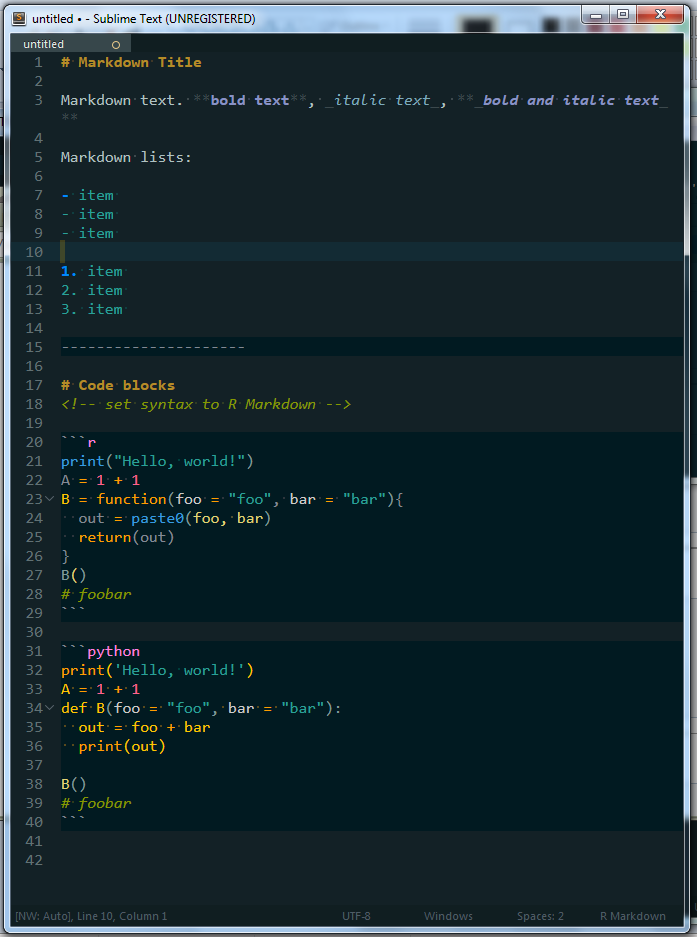 untitled • - Sublime Text (UNREGISTERED)
untitled
1 # Markdown Title
2
3 Markdown text. **bold text**, _italic text_, **_bold and italic text_
**
4
5 Markdown lists:
6
7 - item
8 - item
9 - item
10
11 1. item
12 2. item
13 3. item
14
15 ---------------------
16
17 # Code blocks
18 <!-- set syntax to R Markdown -->
19
20 ```r
21 print("Hello, world!")
22 A = 1 + 1
23 B = function(foo = "foo", bar = "bar"){
24   out = paste0(foo, bar)
25   return(out)
26 }
27 B()
28 # foobar
29 ```
30
31 ```python
32 print('Hello, world!')
33 A = 1 + 1
34 def B(foo = "foo", bar = "bar"):
35   out = foo + bar
36   print(out)
37
38 B()
39 # foobar
40 ```
41
42
[NW: Auto], Line 10, Column 1 UTF-8 Windows Spaces: 2 R Markdown